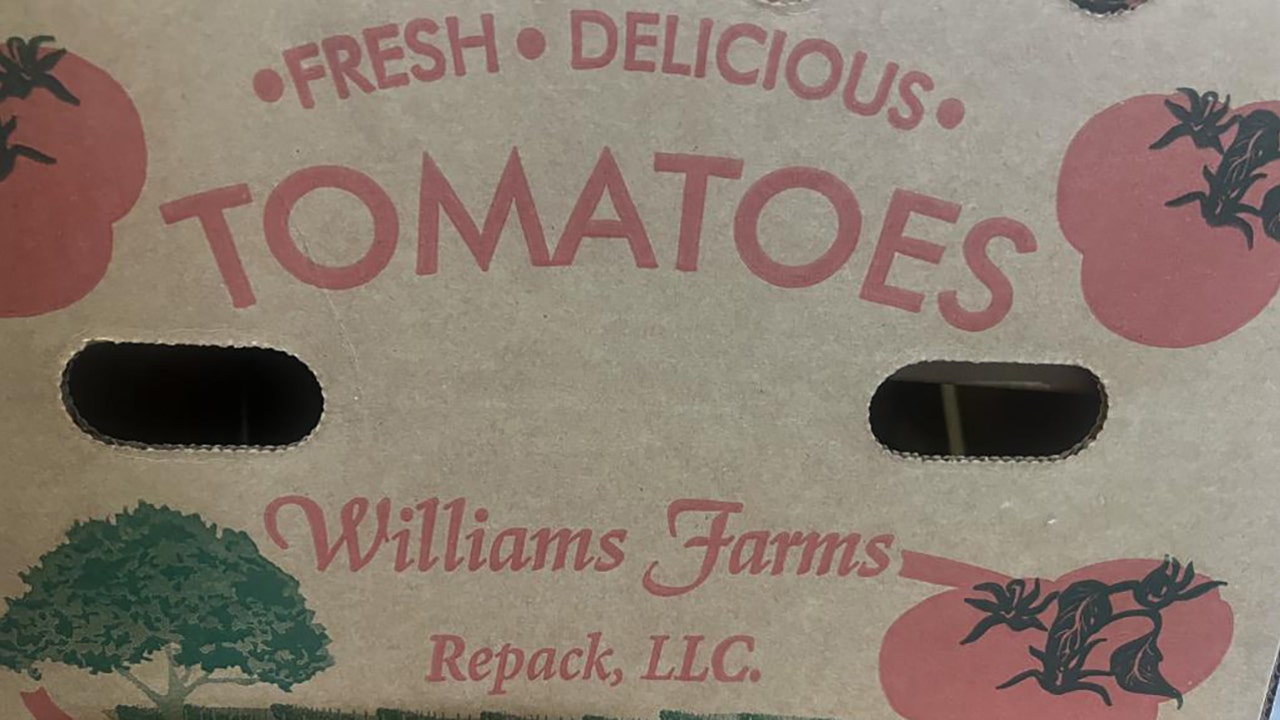 •FRESH • DELICIOUS•
TOMATOES
Williams Farms
Repack, LLC.